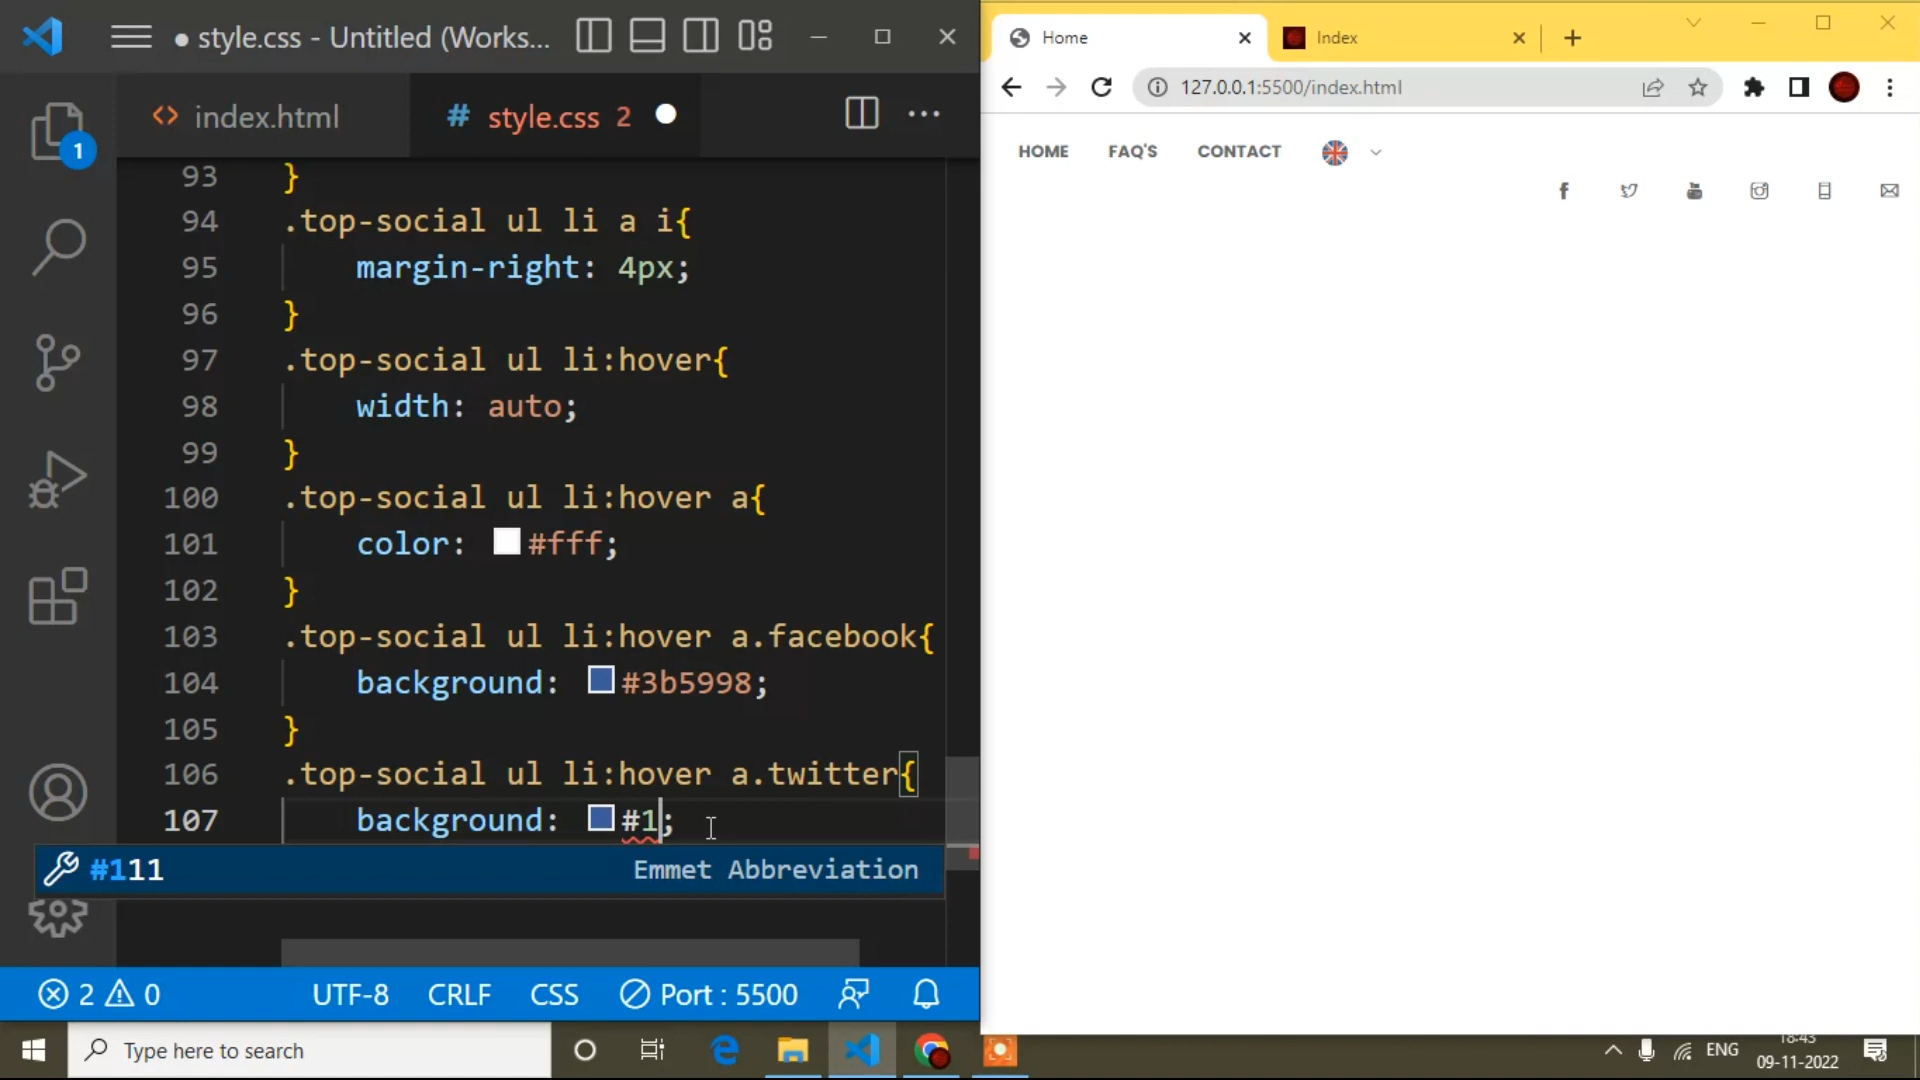 ● style.css - Untitled (Works...
index.html
# style.css 2
1
93 }
94 .top-social ul li a i{
95 margin-right: 4px;
96 }
97 .top-social ul li:hover{
98 width: auto;
99 }
100 .top-social ul li:hover a{
101 color: #fff;
102 }
103 .top-social ul li:hover a.facebook{
104 background: #3b5998;
105 }
106 .top-social ul li:hover a.twitter{
107 background: #1;
#111 Emmet Abbreviation
2 0 UTF-8 CRLF CSS Port : 5500
Home
Index
127.0.0.1:5500/index.html
HOME FAQ'S CONTACT
Type here to search
ENG
18:43
09-11-2022